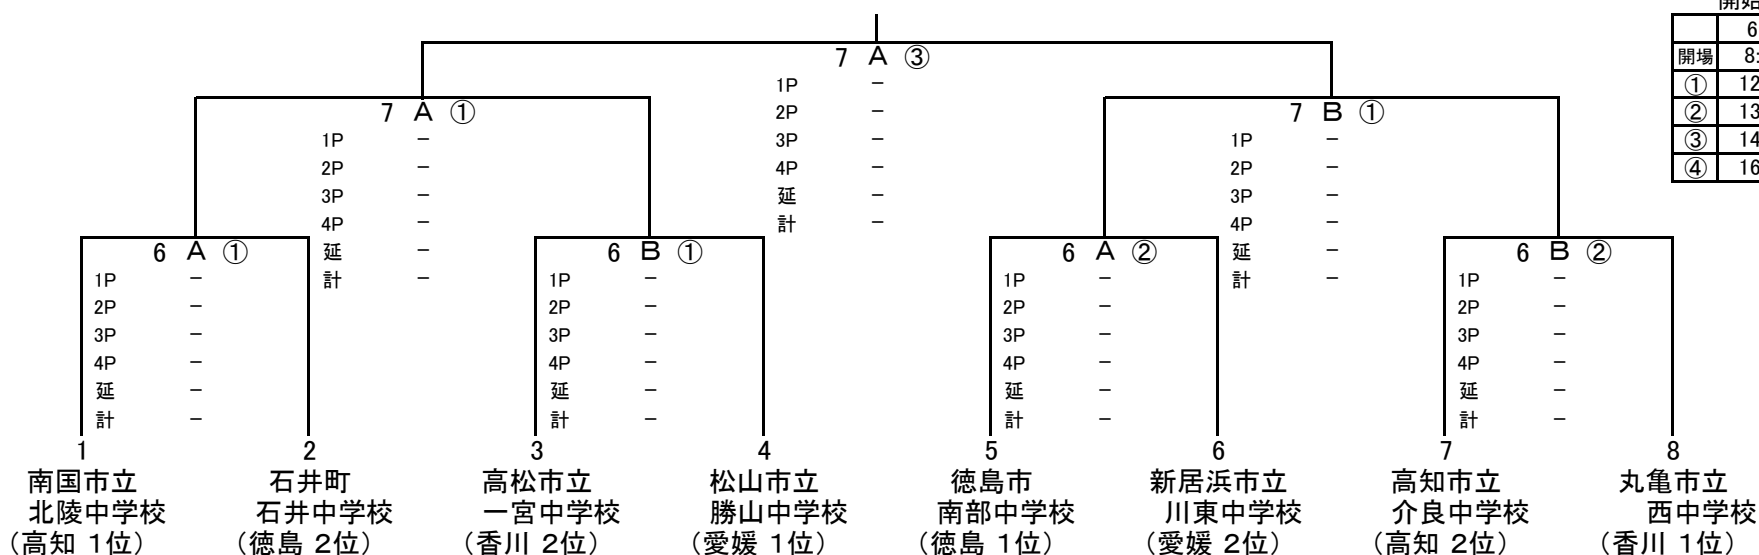 開始
6
開場 8:
① 12
② 13
③ 14
④ 16
7 A ③
1P －
2P －
3P －
4P －
延 －
計 －
7 A ①
1P －
2P －
3P －
4P －
延 －
計 －
7 B ①
1P －
2P －
3P －
4P －
延 －
計 －
6 A ①
1P －
2P －
3P －
4P －
延 －
計 －
6 B ①
1P －
2P －
3P －
4P －
延 －
計 －
6 A ②
1P －
2P －
3P －
4P －
延 －
計 －
6 B ②
1P －
2P －
3P －
4P －
延 －
計 －
1
南国市立
北陵中学校
（高知 1位）
2
石井町
石井中学校
（徳島 2位）
3
高松市立
一宮中学校
（香川 2位）
4
松山市立
勝山中学校
（愛媛 1位）
5
徳島市
南部中学校
（徳島 1位）
6
新居浜市立
川東中学校
（愛媛 2位）
7
高知市立
介良中学校
（高知 2位）
8
丸亀市立
西中学校
（香川 1位）